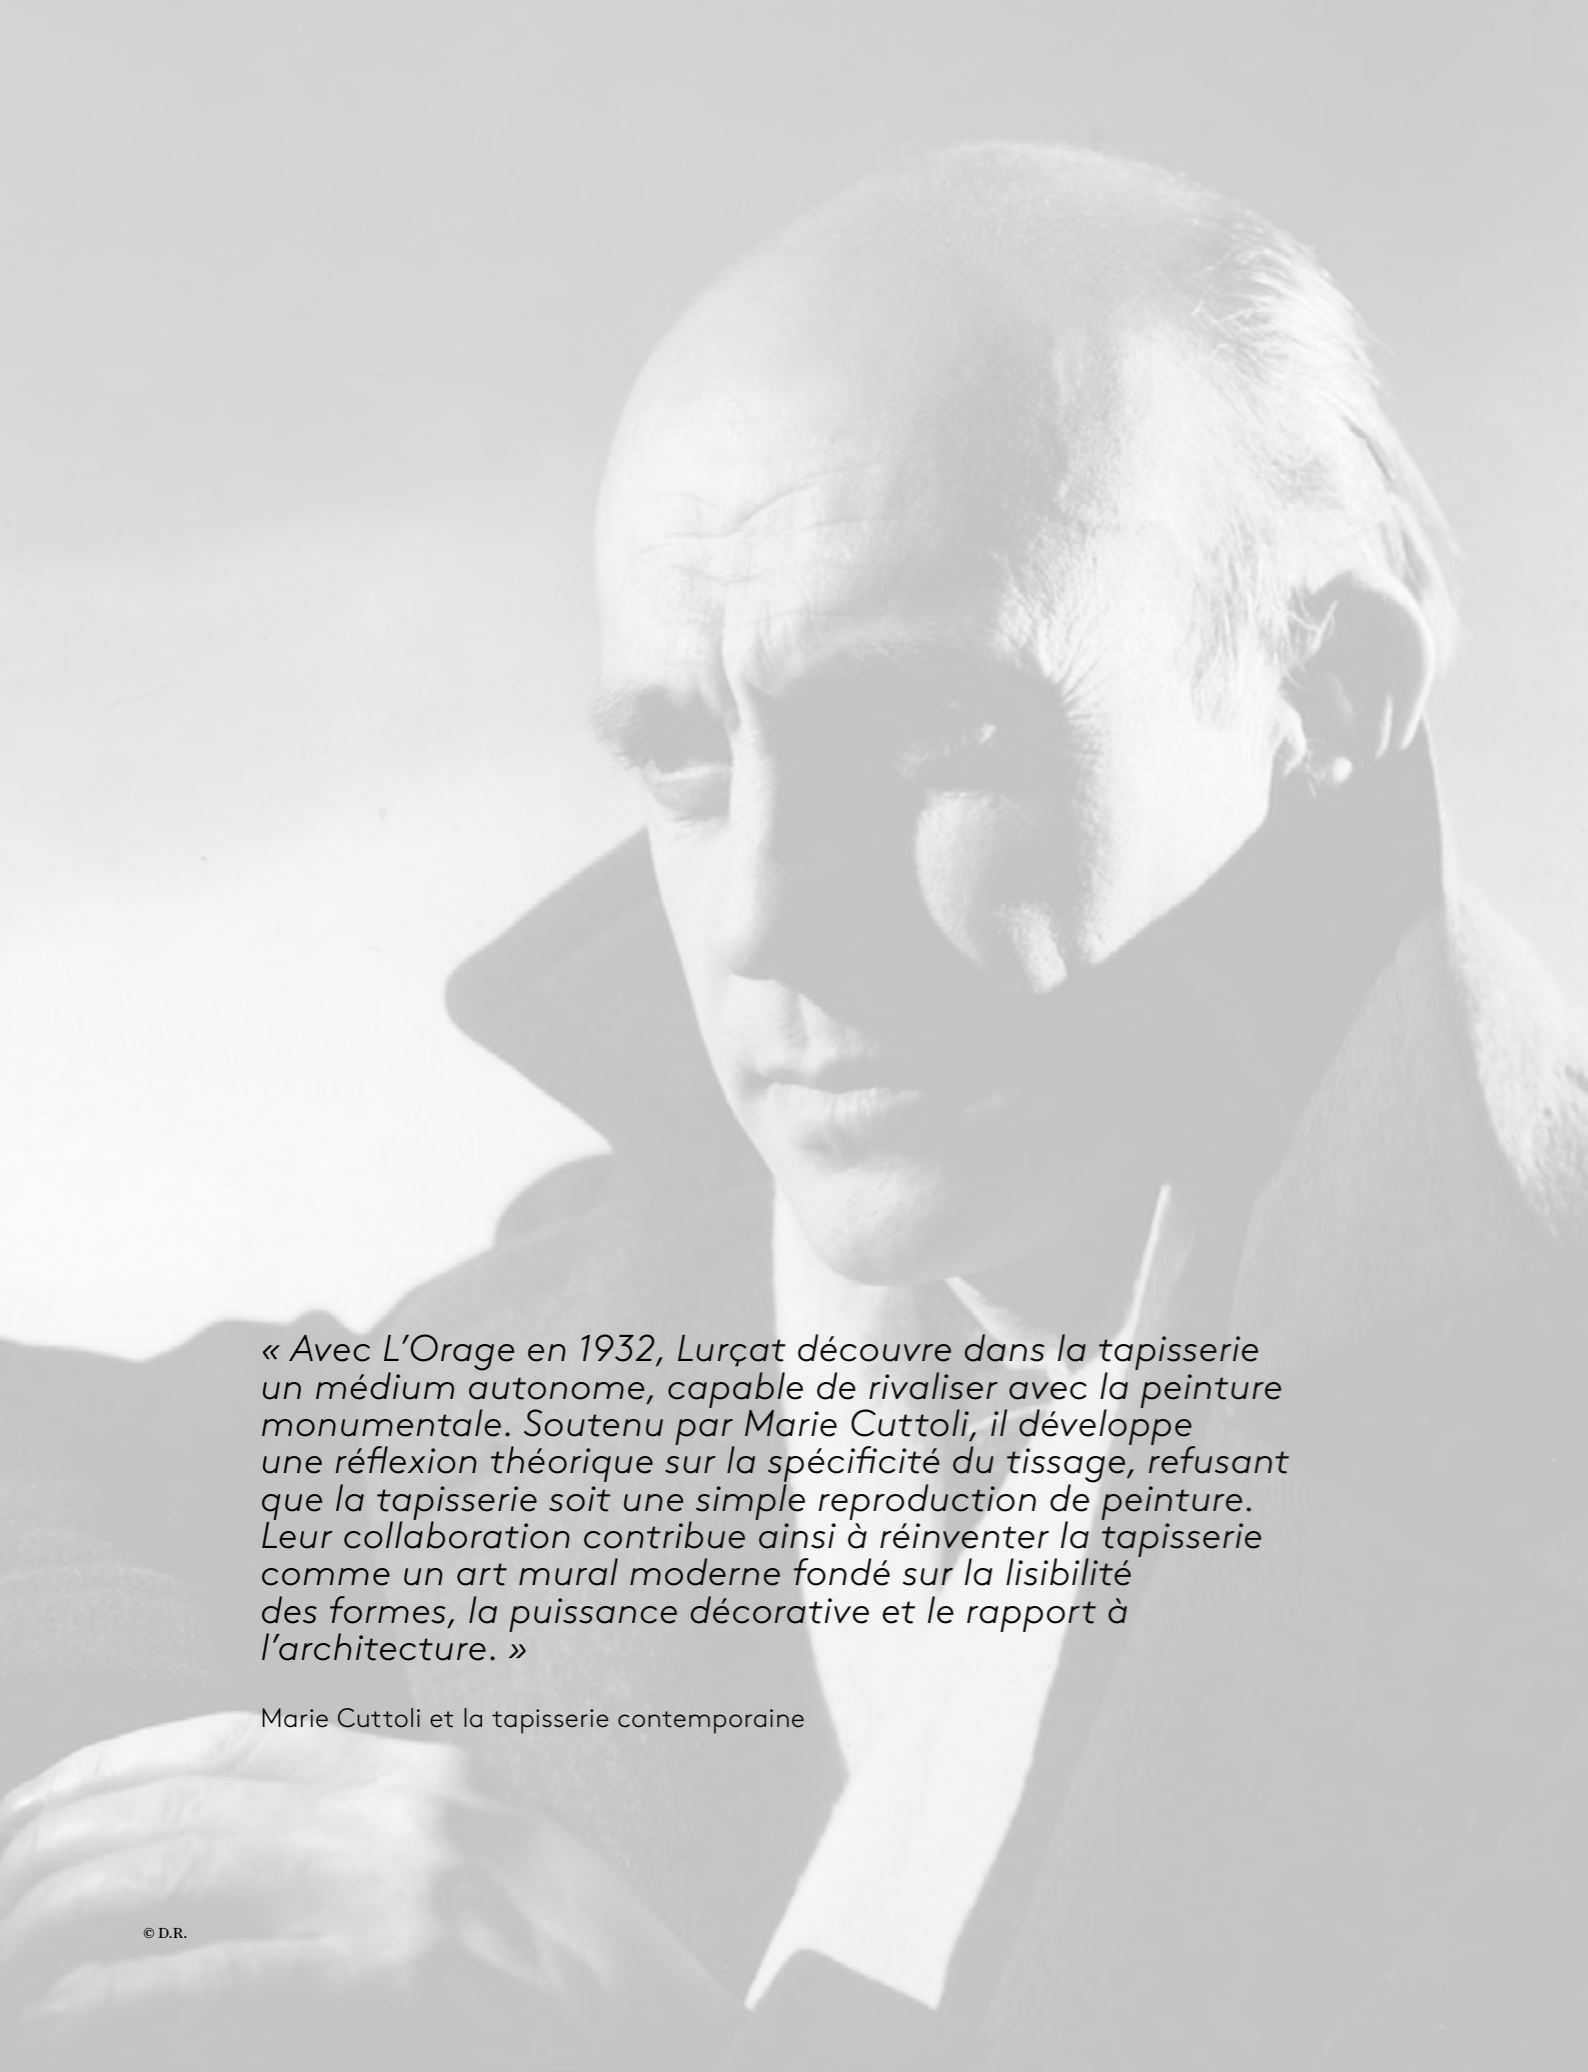 « Avec L’Orage en 1932, Lurçat découvre dans la tapisserie
un médium autonome, capable de rivaliser avec la peinture
monumentale. Soutenu par Marie Cuttoli, il développe
une réflexion théorique sur la spécificité du tissage, refusant
que la tapisserie soit une simple reproduction de peinture.
Leur collaboration contribue ainsi à réinventer la tapisserie
comme un art mural moderne fondé sur la lisibilité
des formes, la puissance décorative et le rapport à
l’architecture. »
Marie Cuttoli et la tapisserie contemporaine
© D.R.